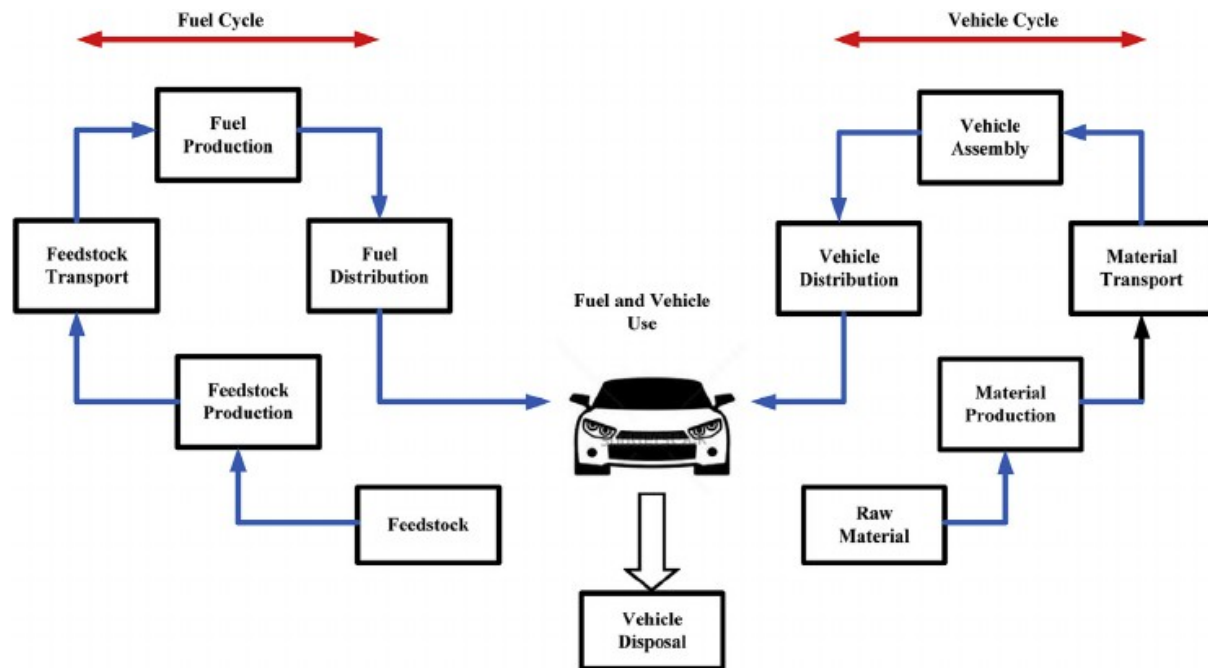 Fuel Cycle
Vehicle Cycle
Fuel
Production
Vehicle
Assembly
Feedstock
Transport
Fuel
Distribution
Vehicle
Distribution
Material
Transport
Fuel and Vehicle
Use
Feedstock
Production
Material
Production
Feedstock
Raw
Material
Vehicle
Disposal